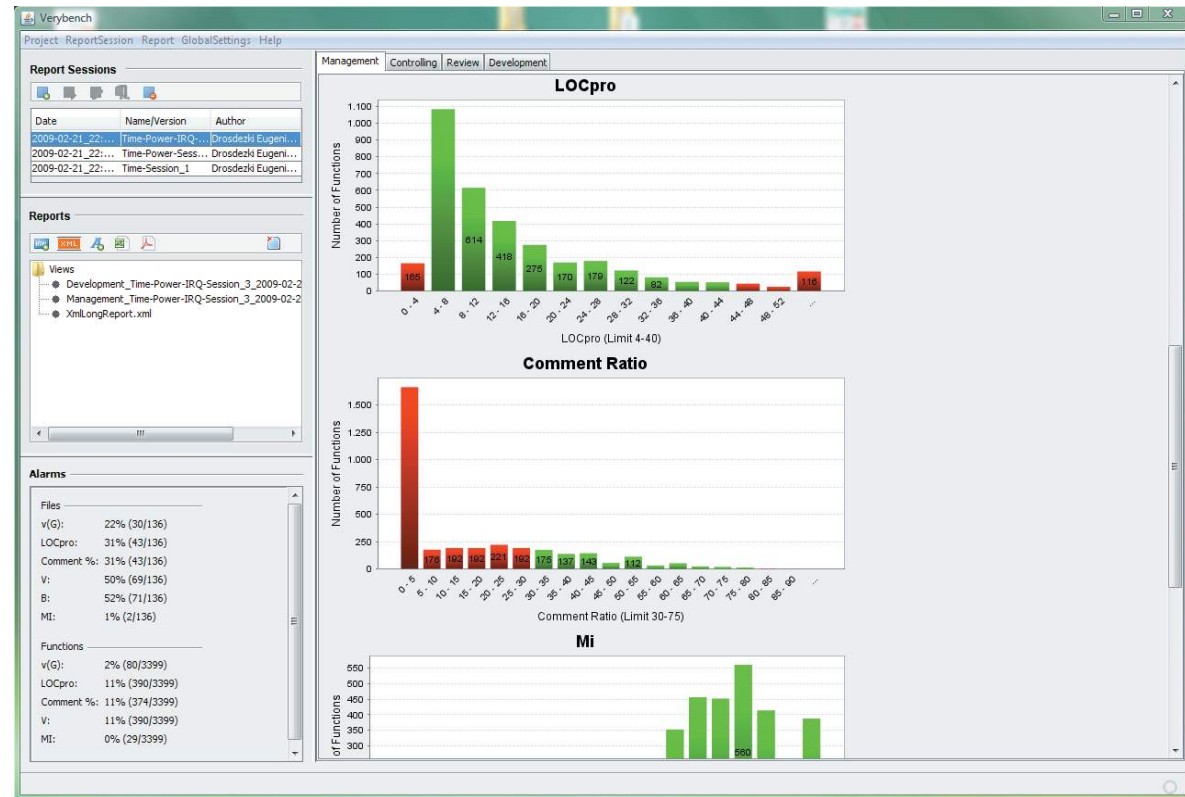 Verybench
Project ReportSession Report GlobalSettings Help
Report Sessions
Date Name/Version Author
2009-02-21_22:... Time-Power-IRQ-... Drosdezki Eugeni...
2009-02-21_22:... Time-Power-Sess... Drosdezki Eugeni...
2009-02-21_22:... Time-Session_1 Drosdezki Eugeni...
Reports
XML
Views
Development_Time-Power-IRQ-Session_3_2009-02-2
Management_Time-Power-IRQ-Session_3_2009-02-2
XmlLongReport.xml
Alarms
Files
v(G): 22% (30/136)
LOCpro: 31% (43/136)
Comment %: 31% (43/136)
V: 50% (69/136)
B: 52% (71/136)
MI: 1% (2/136)
Functions
v(G): 2% (80/3399)
LOCpro: 11% (390/3399)
Comment %: 11% (374/3399)
V: 11% (390/3399)
MI: 0% (29/3399)
Management Controlling Review Development
LOCpro
Number of Functions
1.100
1.000
900
800
700
600
500
400
300
200
100
0
165 614 418 275 170 179 122 82 116
0 - 4 4 - 8 8 - 12 12 - 16 16 - 20 20 - 24 24 - 28 28 - 32 32 - 36 36 - 40 40 - 44 44 - 48 48 - 52 ...
LOCpro (Limit 4-40)
Comment Ratio
Number of Functions
1.500
1.250
1.000
750
500
250
0
176 192 192 221 192 175 137 143 112
0 - 5 5 - 10 10 - 15 15 - 20 20 - 25 25 - 30 30 - 35 35 - 40 40 - 45 45 - 50 50 - 55 55 - 60 60 - 65 65 - 70 70 - 75 75 - 80 80 - 85 85 - 90 ...
Comment Ratio (Limit 30-75)
Mi
of Functions
550
500
450
400
350
300
560